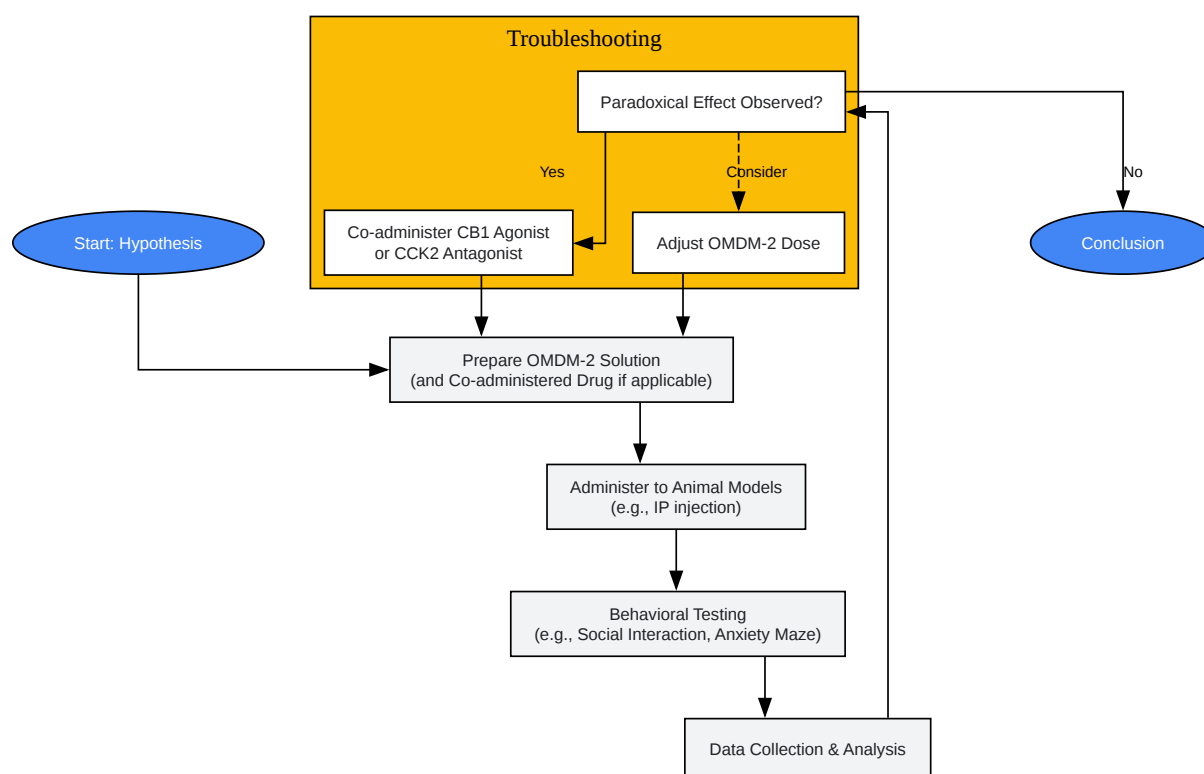 Troubleshooting
Paradoxical Effect Observed?
Yes
Consider
No
Start: Hypothesis
Co-administer CB1 Agonist
or CCK2 Antagonist
Adjust OMDM-2 Dose
Conclusion
Prepare OMDM-2 Solution
(and Co-administered Drug if applicable)
Administer to Animal Models
(e.g., IP injection)
Behavioral Testing
(e.g., Social Interaction, Anxiety Maze)
Data Collection & Analysis